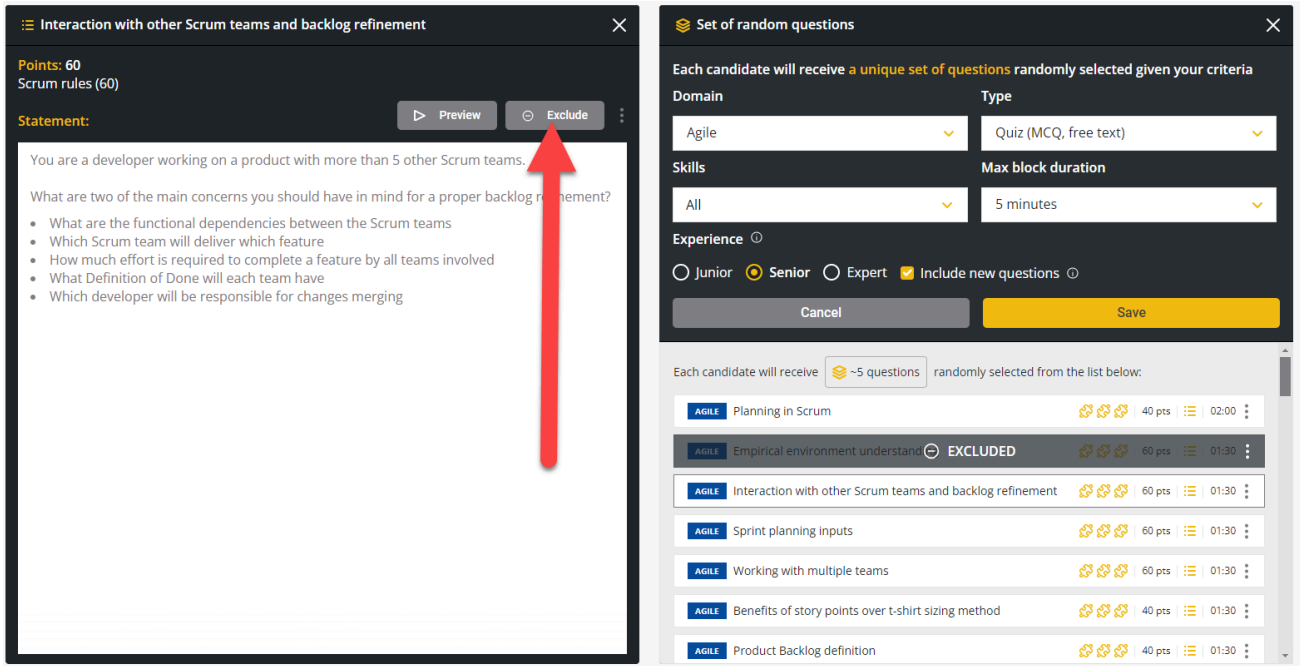 Interaction with other Scrum teams and backlog refinement
Points: 60
Scrum rules (60)
Preview
Exclude
Statement:
You are a developer working on a product with more than 5 other Scrum teams.
What are two of the main concerns you should have in mind for a proper backlog refinement?
• What are the functional dependencies between the Scrum teams
• Which Scrum team will deliver which feature
• How much effort is required to complete a feature by all teams involved
• What Definition of Done will each team have
• Which developer will be responsible for changes merging
Set of random questions
Each candidate will receive a unique set of questions randomly selected given your criteria
Domain
Type
Agile
Quiz (MCQ, free text)
Skills
Max block duration
All
5 minutes
Experience
Junior Senior Expert Include new questions
Cancel
Save
Each candidate will receive ~5 questions randomly selected from the list below:
AGILE Planning in Scrum 40 pts 02:00
AGILE Empirical environment understand EXCLUDED 60 pts 01:30
AGILE Interaction with other Scrum teams and backlog refinement 60 pts 01:30
AGILE Sprint planning inputs 60 pts 01:30
AGILE Working with multiple teams 60 pts 01:30
AGILE Benefits of story points over t-shirt sizing method 40 pts 01:30
AGILE Product Backlog definition 40 pts 01:30